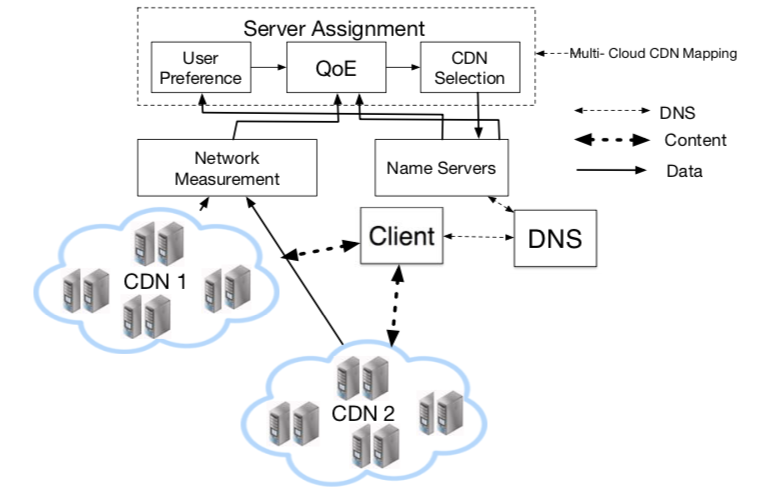 Server Assignment
User
Preference
QoE
CDN
Selection
Multi- Cloud CDN Mapping
DNS
Content
Data
Network
Measurement
Name Servers
Client
DNS
CDN 1
CDN 2